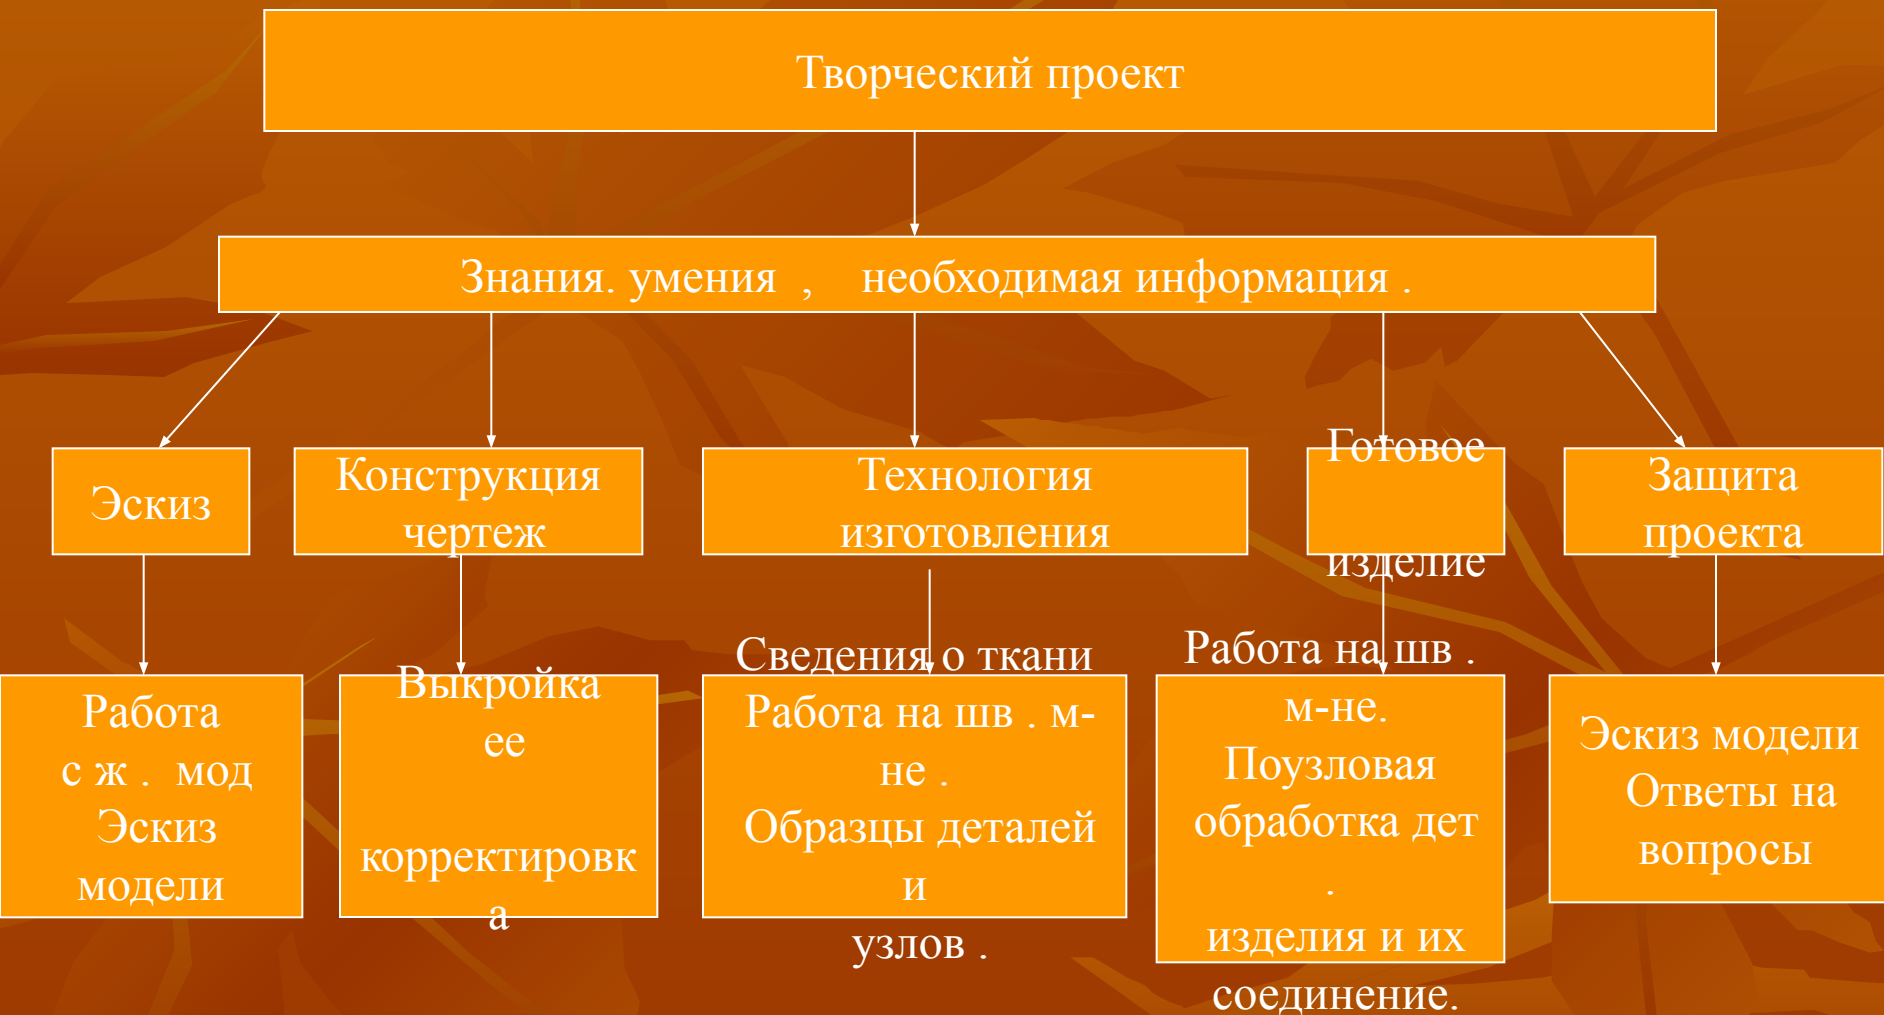 Творческий проект
Знания. умения , необходимая информация .
Эскиз
Конструкция
чертеж
Технология
изготовления
Готовое
изделие
Защита
проекта
Работа
с ж . мод
Эскиз
модели
Выкройка
ее
корректировк
а
Сведения о ткани
Работа на шв . м-
не .
Образцы деталей
и
узлов .
Работа на шв .
м-не.
Поузловая
обработка дет
.
изделия и их
соединение.
Эскиз модели
Ответы на
вопросы